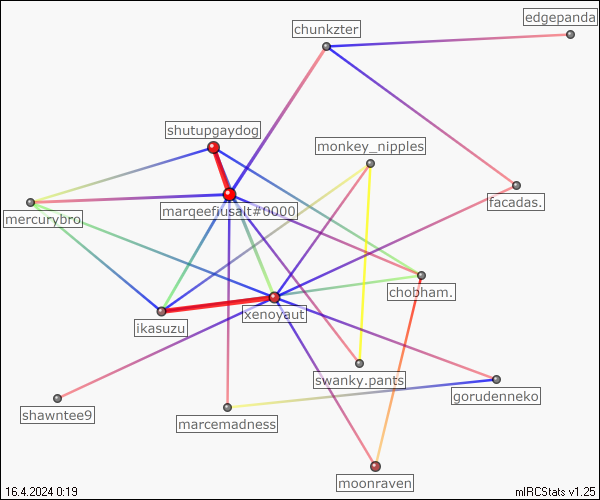 edgepanda
chunkzter
shutupgaydog
monkey_nipples
marqeefiusalt#0000
facadas.
mercurybro
chobham.
xenoyaut
ikasuzu
swanky.pants
gorudenneko
shawntee9
marcemadness
moonraven
16.4.2024 0:19
mIRCStats v1.25